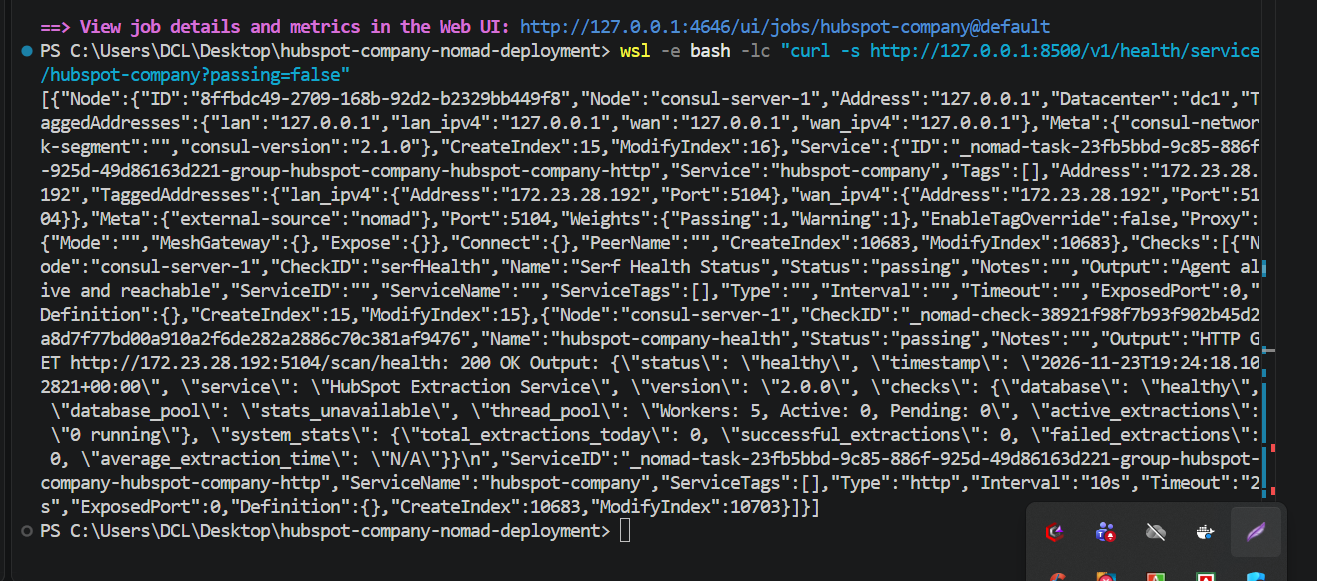 ==> View job details and metrics in the Web UI: http://127.0.0.1:4646/ui/jobs/hubspot-company@default
PS C:\Users\DCL\Desktop\hubspot-company-nomad-deployment> wsl -e bash -lc "curl -s http://127.0.0.1:8500/v1/health/service
/hubspot-company?passing=false"
[{"Node":{"ID":"8ffbdc49-2709-168b-92d2-b2329bb449f8","Node":"consul-server-1","Address":"127.0.0.1","Datacenter":"dc1","T
aggedAddresses":{"lan":"127.0.0.1","lan_ipv4":"127.0.0.1","wan":"127.0.0.1","wan_ipv4":"127.0.0.1"},"Meta":{"consul-networ
k-segment":"","consul-version":"2.1.0"},"CreateIndex":15,"ModifyIndex":16},"Service":{"ID":"_nomad-task-23fb5bbd-9c85-886f
-925d-49d86163d221-group-hubspot-company-hubspot-company-http","Service":"hubspot-company","Tags":[],"Address":"172.23.28.
192","TaggedAddresses":{"lan_ipv4":{"Address":"172.23.28.192","Port":5104},"wan_ipv4":{"Address":"172.23.28.192","Port":51
04}},"Meta":{"external-source":"nomad"},"Port":5104,"Weights":{"Passing":1,"Warning":1},"EnableTagOverride":false,"Proxy":
{"Mode":"","MeshGateway":{},"Expose":{}},"Connect":{},"PeerName":"","CreateIndex":10683,"ModifyIndex":10683},"Checks":[{"N
ode":"consul-server-1","CheckID":"serfHealth","Name":"Serf Health Status","Status":"passing","Notes":"","Output":"Agent al
ive and reachable","ServiceID":"","ServiceName":"","ServiceTags":[],"Type":"","Interval":"","Timeout":"","ExposedPort":0,"
Definition":{},"CreateIndex":15,"ModifyIndex":15},{"Node":"consul-server-1","CheckID":"_nomad-check-38921f98f7b93f902b45d2
a8d7f77bd00a910a2f6de282a2886c70c381af9476","Name":"hubspot-company-health","Status":"passing","Notes":"","Output":"HTTP G
ET http://172.23.28.192:5104/scan/health: 200 OK Output: {\"status\": \"healthy\", \"timestamp\": \"2026-11-23T19:24:18.10
2821+00:00\", \"service\": \"HubSpot Extraction Service\", \"version\": \"2.0.0\", \"checks\": {\"database\": \"healthy\",
\"database_pool\": \"stats_unavailable\", \"thread_pool\": \"Workers: 5, Active: 0, Pending: 0\", \"active_extractions\":
\"0 running\"}, \"system_stats\": {\"total_extractions_today\": 0, \"successful_extractions\": 0, \"failed_extractions\":
0, \"average_extraction_time\": \"N/A\"}}\n","ServiceID":"_nomad-task-23fb5bbd-9c85-886f-925d-49d86163d221-group-hubspot-
company-hubspot-company-http","ServiceName":"hubspot-company","ServiceTags":[],"Type":"http","Interval":"10s","Timeout":"2
s","ExposedPort":0,"Definition":{},"CreateIndex":10683,"ModifyIndex":10703}]}]
PS C:\Users\DCL\Desktop\hubspot-company-nomad-deployment>